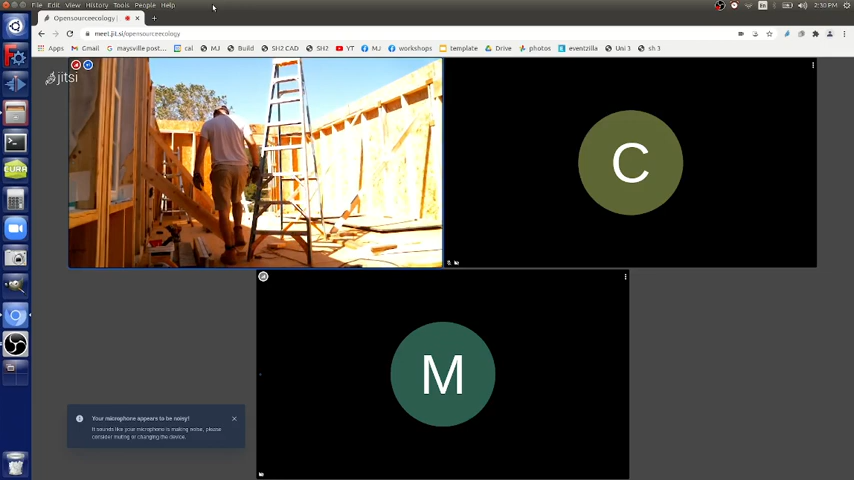 File Edit View History Tools People Help
En
2:30 PM
Opensourceecology |
meet.jit.si/opensourceecology
Apps Gmail maysville post... cal MJ Build SH2 CAD SH2 YT MJ workshops template Drive photos eventzilla Uni 3 sh 3
jitsi
C
CURA
M
Your microphone appears to be noisy!
It sounds like your microphone is making noise, please
consider muting or changing the device.